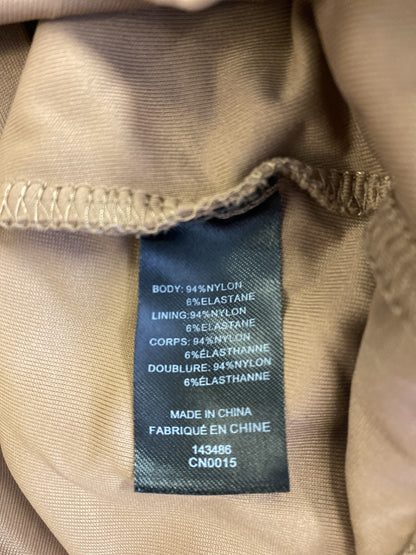 BODY: 94%NYLON
6%ELASTANE
LINING:94%NYLON
6%ELASTANE
CORPS: 94%NYLON
6%ÉLASTHANNE
DOUBLURE: 94%NYLON
6%ÉLASTHANNE
MADE IN CHINA
FABRIQUÉ EN CHINE
143486
CN0015